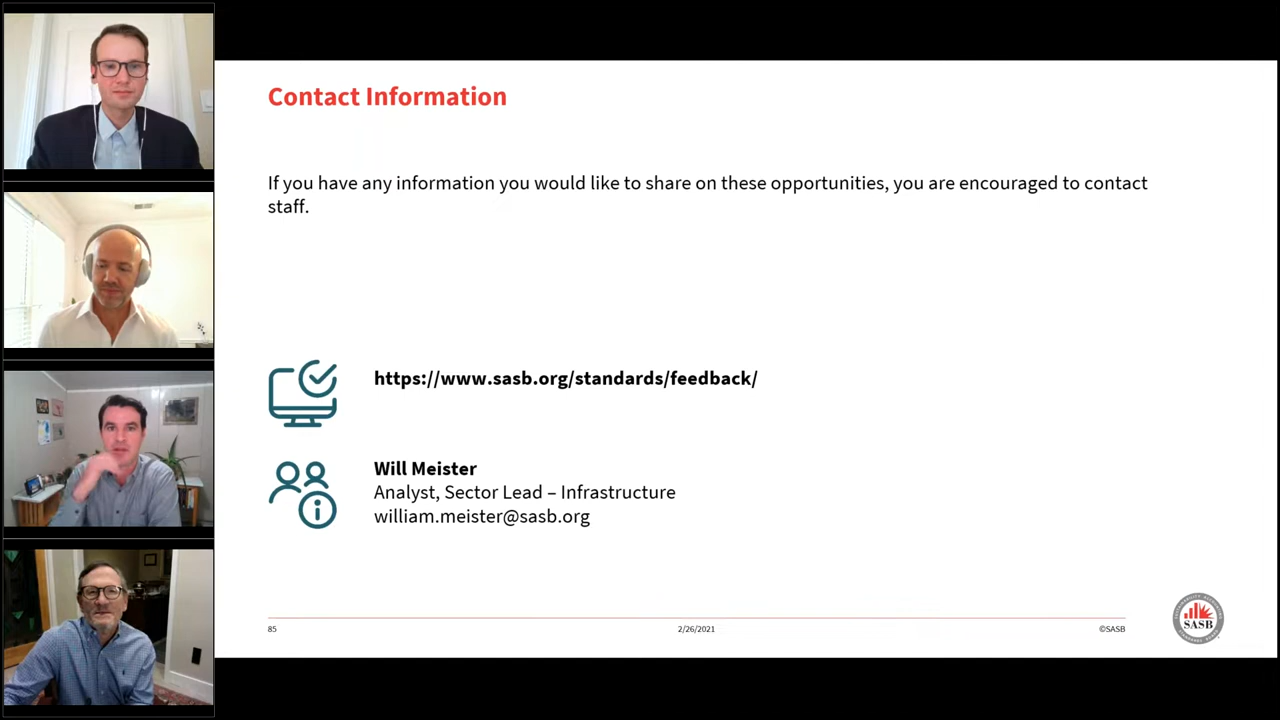 Contact Information
If you have any information you would like to share on these opportunities, you are encouraged to contact
staff.
https://www.sasb.org/standards/feedback/
Will Meister
Analyst, Sector Lead – Infrastructure
william.meister@sasb.org
85
2/26/2021
©SASB
SASB